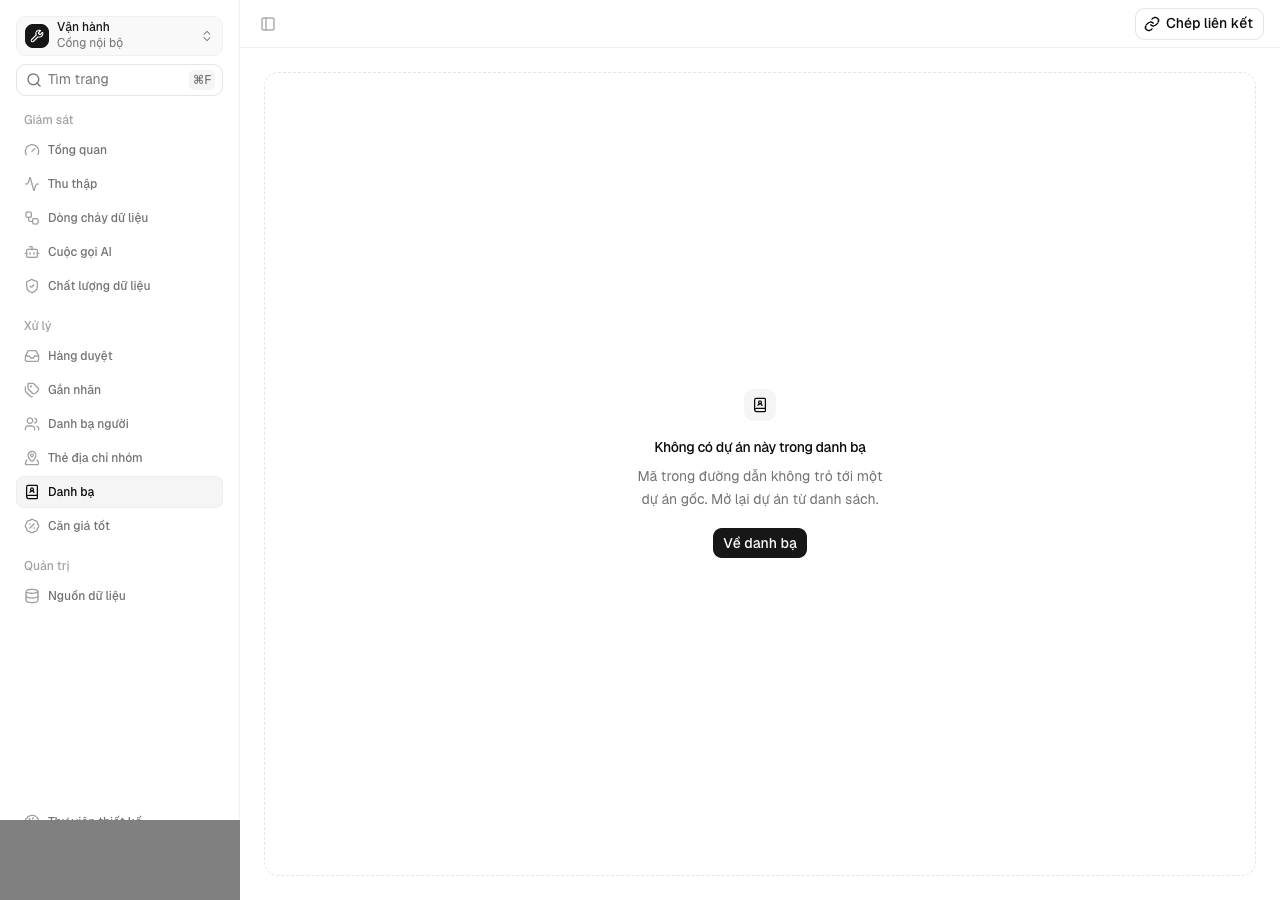 Vận hành
Cổng nội bộ
Chép liên kết
Tìm trang
⌘F
Giám sát
Tổng quan
Thu thập
Dòng chảy dữ liệu
Cuộc gọi AI
Chất lượng dữ liệu
Xử lý
Hàng duyệt
Gắn nhãn
Danh bạ người
Thẻ địa chỉ nhóm
Danh bạ
Căn giá tốt
Quản trị
Nguồn dữ liệu
Không có dự án này trong danh bạ
Mã trong đường dẫn không trỏ tới một
dự án gốc. Mở lại dự án từ danh sách.
Về danh bạ